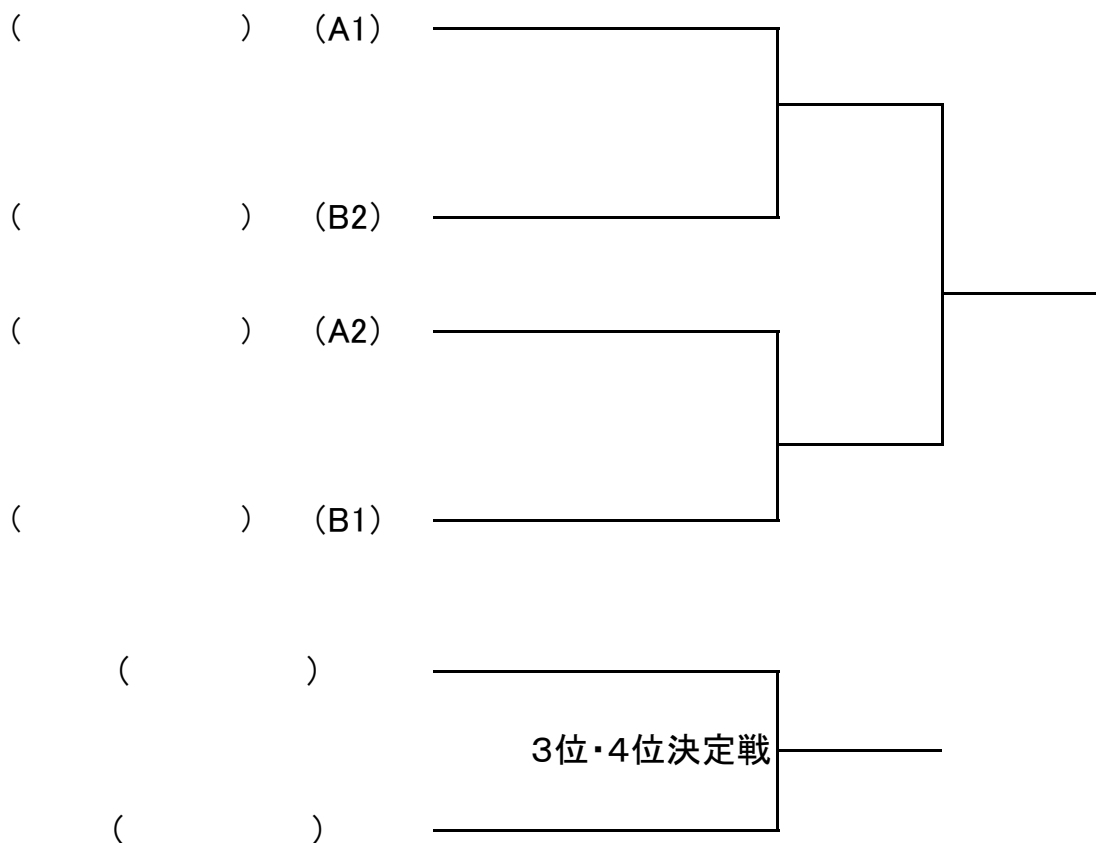 （　　　　　　）　（A1）
（　　　　　　）　（B2）
（　　　　　　）　（A2）
（　　　　　　）　（B1）
（　　　　　）
３位・４位決定戦
（　　　　　）